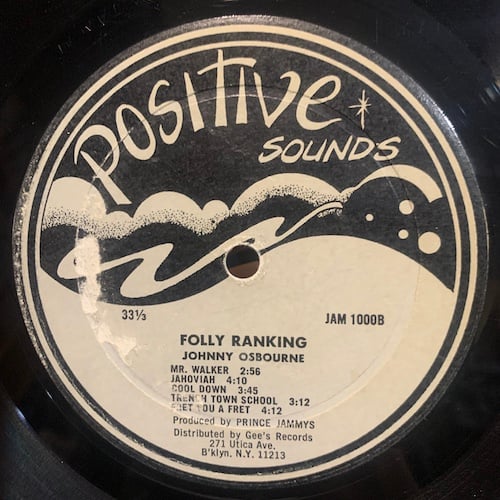 POSITIVE
SOUNDS
33⅓
JAM 1000B
FOLLY RANKING
JOHNNY OSBOURNE
MR. WALKER 2:56
JAHOVIAH 4:10
COOL DOWN 3:45
TRENCH TOWN SCHOOL 3:12
FRET YOU A FRET 4:12
Produced by PRINCE JAMMYS
Distributed by Gee's Records
271 Utica Ave.
B'klyn. N.Y. 11213